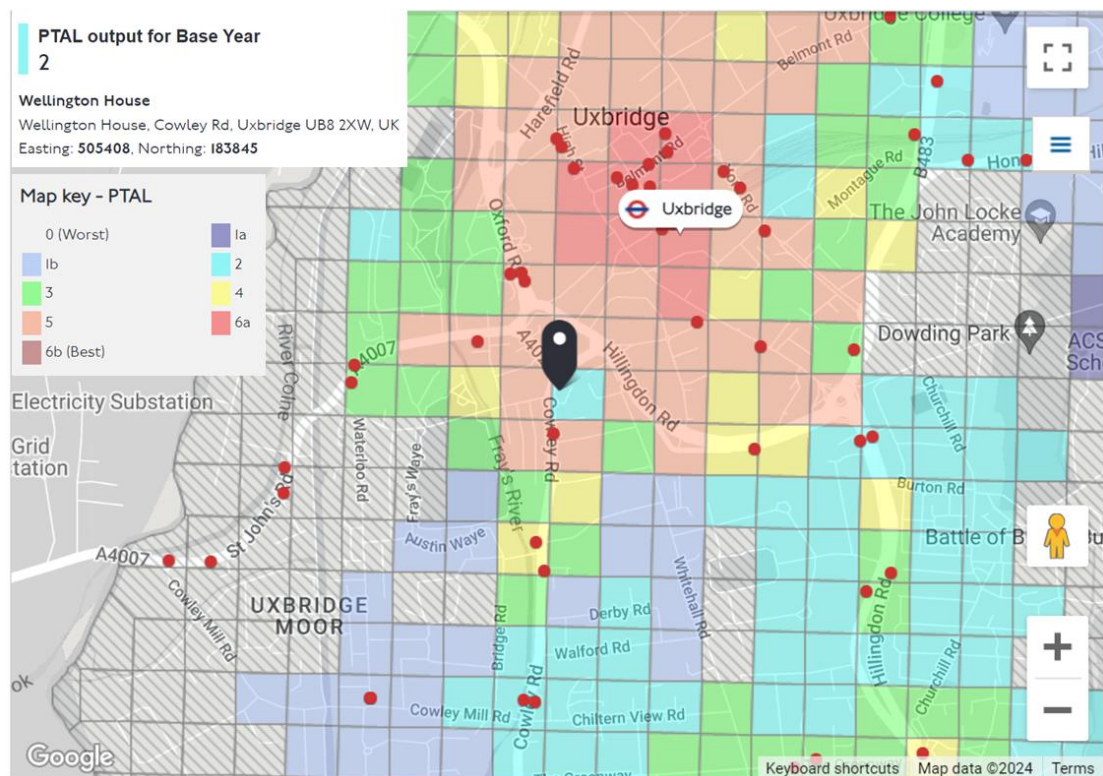 PTAL output for Base Year
2
Wellington House
Wellington House, Cowley Rd, Uxbridge UB8 2XW, UK
Easting: 505408, Northing: 183845
Map key – PTAL
0 (Worst)
1a
1b
2
3
4
5
6a
6b (Best)
Uxbridge College
Belmont Rd
Harefield Rd
Uxbridge
High St
Belmont Rd
York Rd
Montague Rd
B483
Uxbridge
The John Locke
Academy
Oxford Rd
River Colne
A4007
Hillingdon Rd
Dowding Park
ACS
Electricity Substation
Grid
Waterloo Rd
Fray's Waye
Fray's River
Cowley Rd
Churchill Rd
Burton Rd
St John's Rd
A4007
Austin Waye
Battle of B
Cowley Mill Rd
UXBRIDGE
MOOR
Bridge Rd
Derby Rd
Whitehall Rd
Walford Rd
Hillingdon Rd
Churchill Rd
Cowley Mill Rd
Cowley Rd
Chiltern View Rd
Google
Keyboard shortcuts
Map data ©2024
Terms